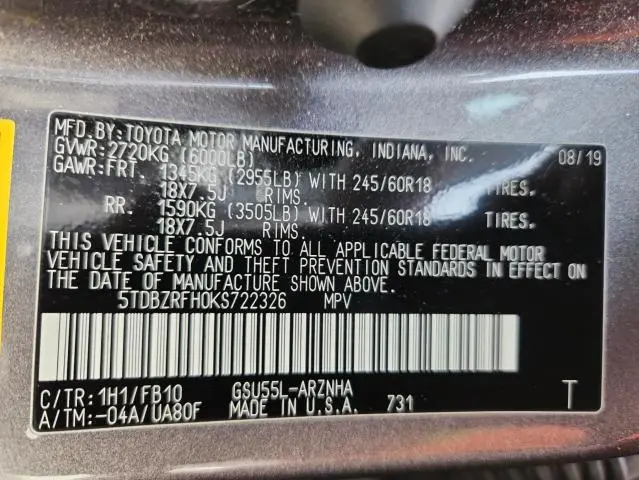 MFD.BY:TOYOTA MOTOR MANUFACTURING, INDIANA, INC. 08/19
GVWR:2720KG (6000LB)
GAWR:FRT. 1345KG (2955LB) WITH 245/60R18 TIRES.
18X7.5J RIMS.
RR. 1590KG (3505LB) WITH 245/60R18 TIRES.
18X7.5J RIMS.
THIS VEHICLE CONFORMS TO ALL APPLICABLE FEDERAL MOTOR
VEHICLE SAFETY AND THEFT PREVENTION STANDARDS IN EFFECT ON
THE DATE OF MANUFACTURE SHOWN ABOVE.
5TDBZRFH0KS722326 MPV
C/TR:1H1/FB10 GSU55L-ARZNHA T
A/TM:-04A/UA80F MADE IN U.S.A. 731